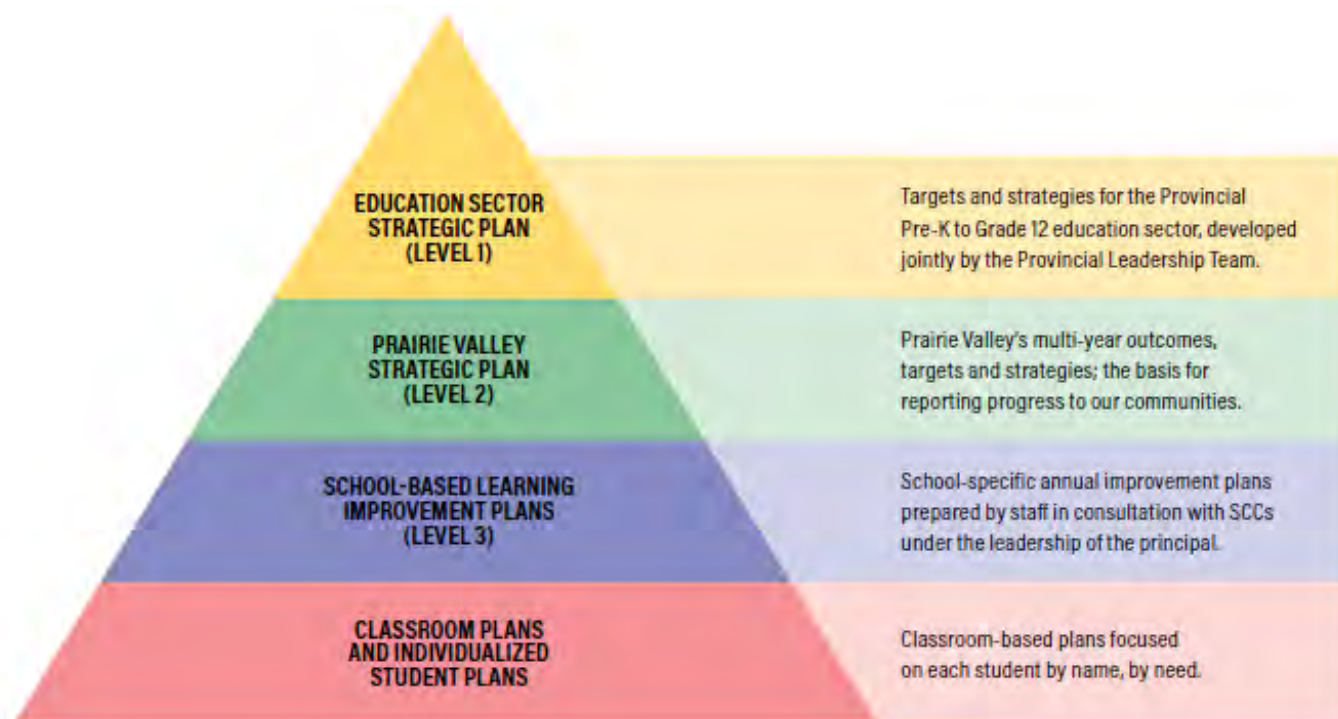 EDUCATION SECTOR
STRATEGIC PLAN
(LEVEL 1)
Targets and strategies for the Provincial
Pre-K to Grade 12 education sector, developed
jointly by the Provincial Leadership Team.
PRAIRIE VALLEY
STRATEGIC PLAN
(LEVEL 2)
Prairie Valley's multi-year outcomes,
targets and strategies; the basis for
reporting progress to our communities.
SCHOOL-BASED LEARNING
IMPROVEMENT PLANS
(LEVEL 3)
School-specific annual improvement plans
prepared by staff in consultation with SCCs
under the leadership of the principal.
CLASSROOM PLANS
AND INDIVIDUALIZED
STUDENT PLANS
Classroom-based plans focused
on each student by name, by need.